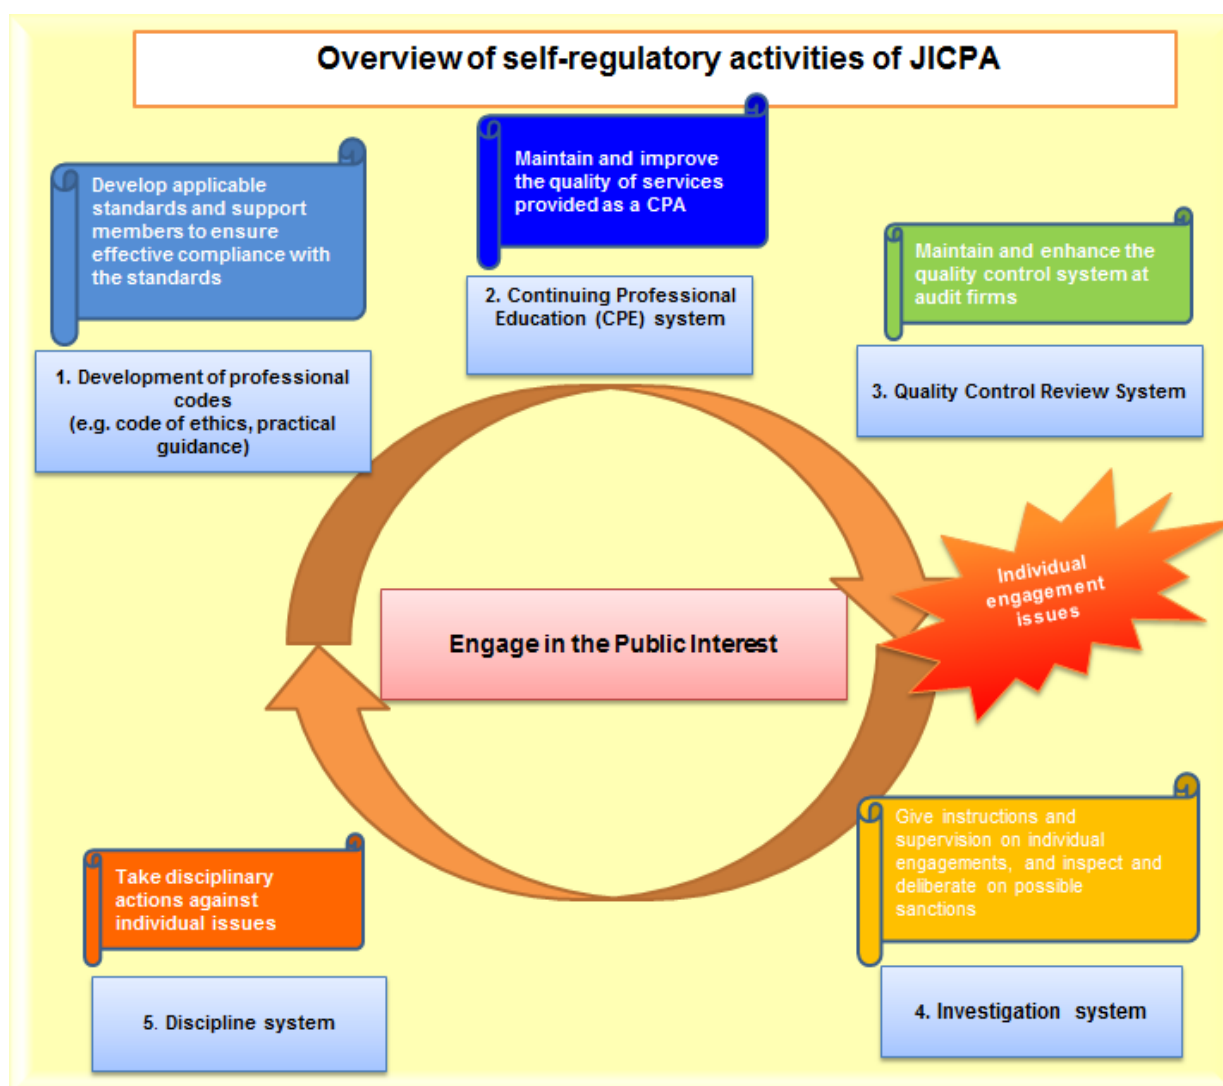 Overview of self-regulatory activities of JICPA
Develop applicable
standards and support
members to ensure
effective compliance with
the standards
1. Development of professional
codes
(e.g. code of ethics, practical
guidance)
Maintain and improve
the quality of services
provided as a CPA
2. Continuing Professional
Education (CPE) system
Maintain and enhance the
quality control system at
audit firms
3. Quality Control Review System
Individual
engagement
issues
Engage in the Public Interest
Give instructions and
supervision on individual
engagements, and inspect and
deliberate on possible
sanctions
4. Investigation system
Take disciplinary
actions against
individual issues
5. Discipline system